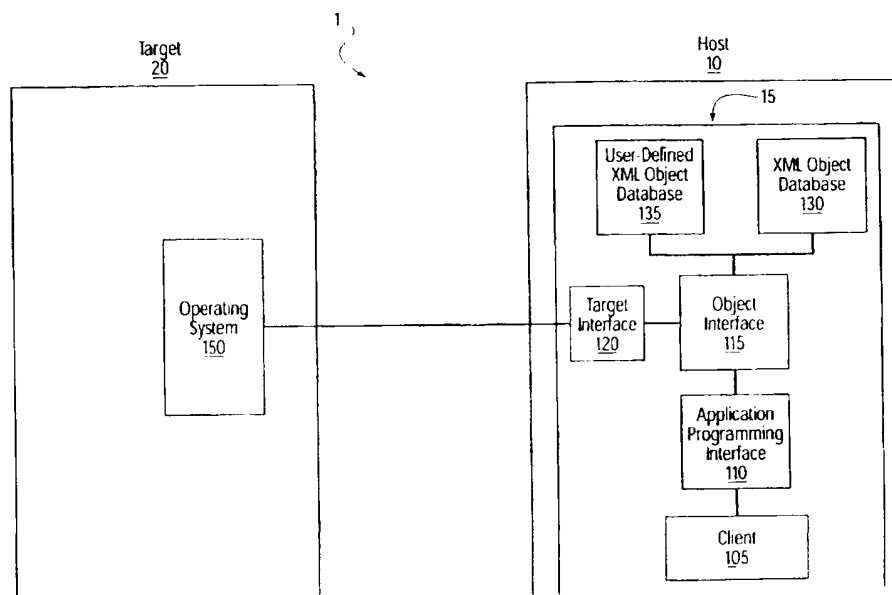 1
Target
20
Host
10
15
User-Defined
XML Object
Database
135
XML Object
Database
130
Operating
System
150
Target
Interface
120
Object
Interface
115
Application
Programming
Interface
110
Client
105